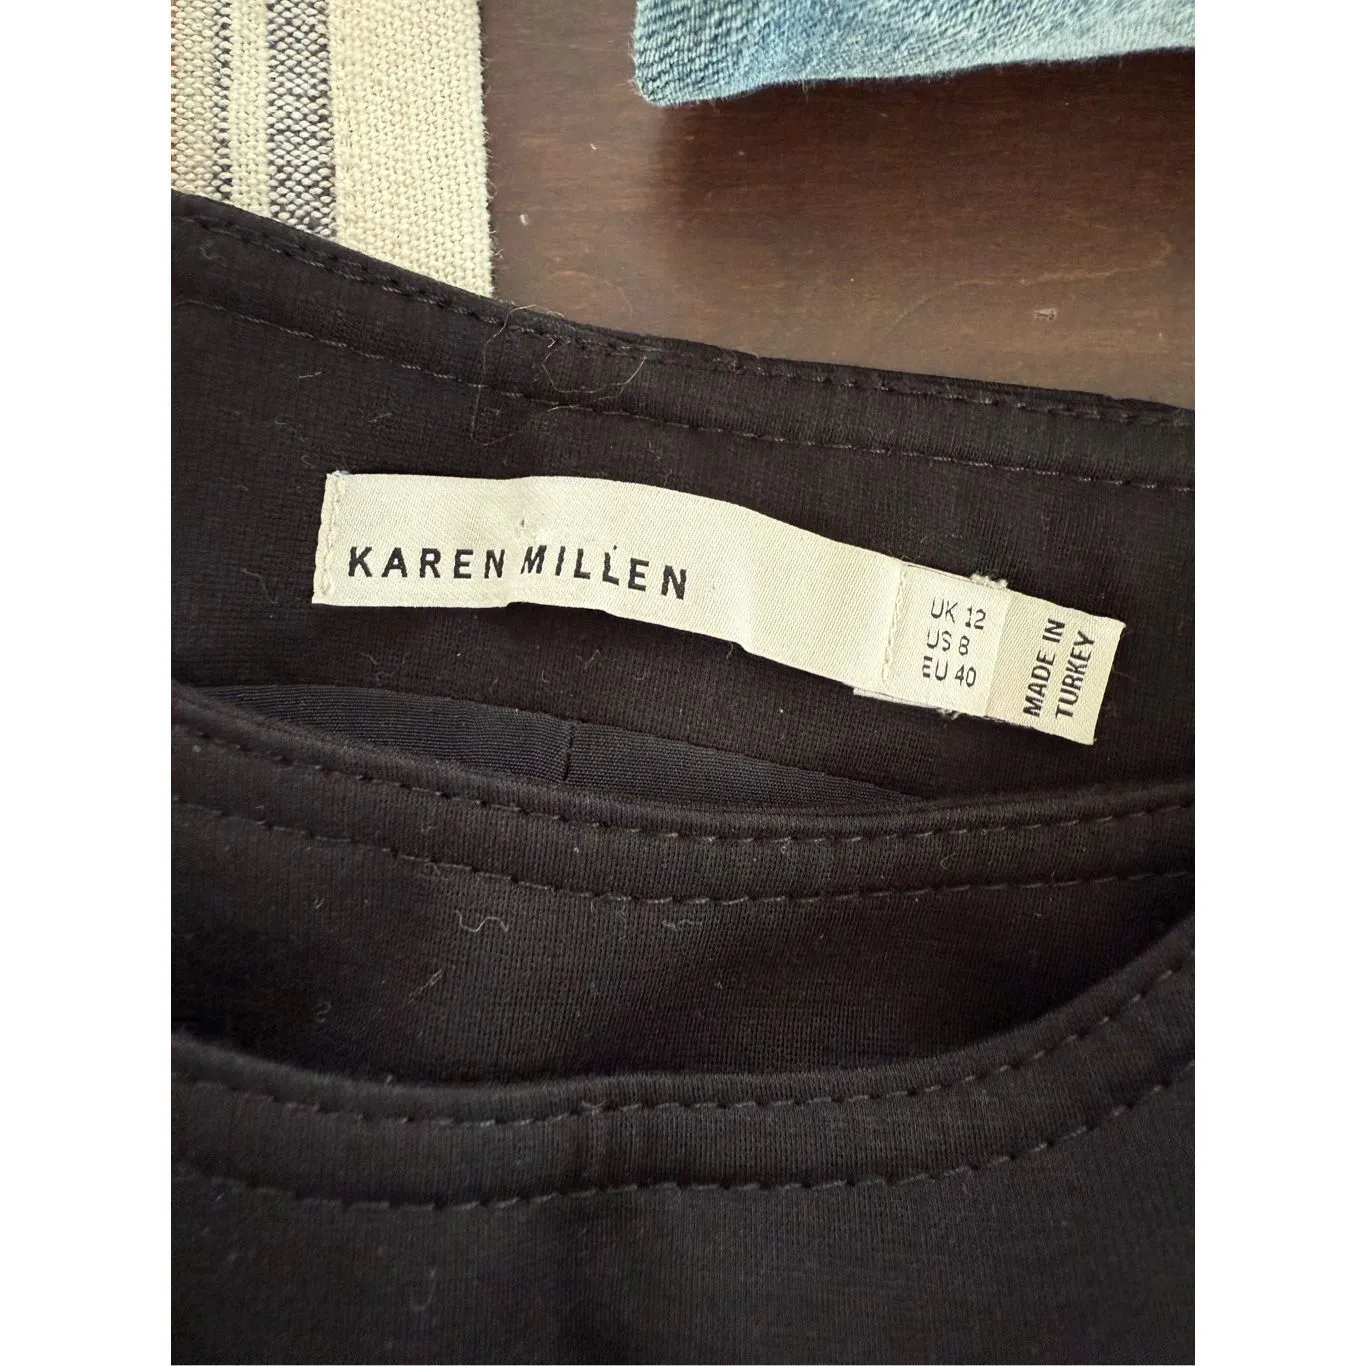 KAREN MILLEN
UK 12
US 8
EU 40
MADE IN
TURKEY